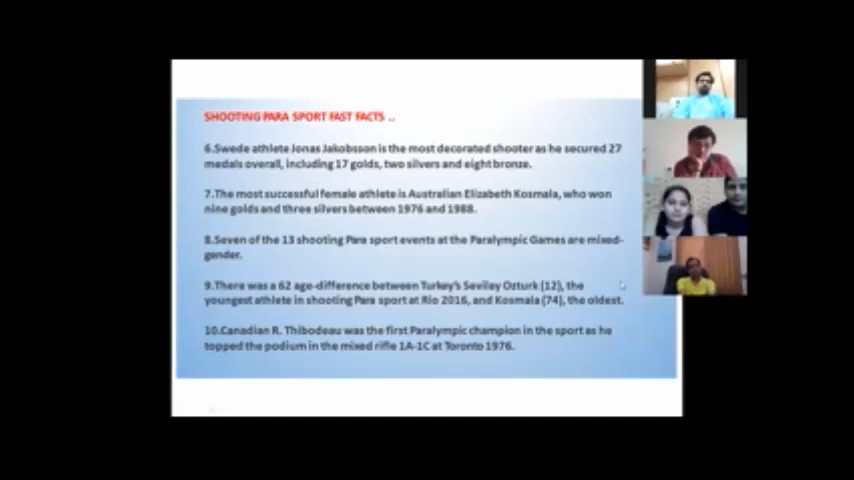 SHOOTING PARA SPORT FAST FACTS ..
6.Swede athlete Jonas Jakobsson is the most decorated shooter as he secured 27
medals overall, including 17 golds, two silvers and eight bronze.
7.The most successful female athlete is Australian Elizabeth Kosmala, who won
nine golds and three silvers between 1976 and 1988.
8.Seven of the 13 shooting Para sport events at the Paralympic Games are mixed-
gender.
9.There was a 62 age-difference between Turkey's Sevilay Ozturk (12), the
youngest athlete in shooting Para sport at Rio 2016, and Kosmala (74), the oldest.
10.Canadian R. Thibodeau was the first Paralympic champion in the sport as he
topped the podium in the mixed rifle 1A-1C at Toronto 1976.